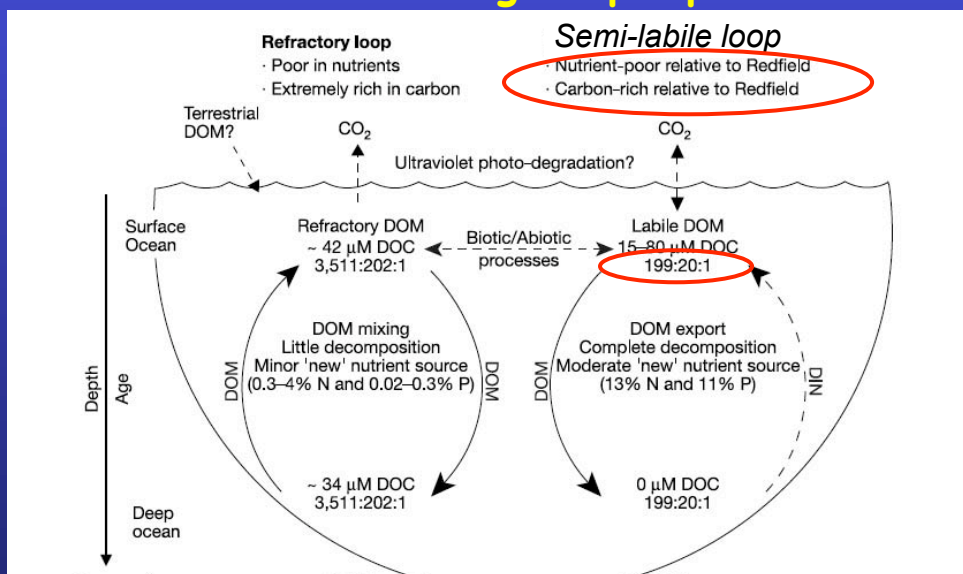 Refractory loop
· Poor in nutrients
· Extremely rich in carbon
Semi-labile loop
· Nutrient-poor relative to Redfield
· Carbon-rich relative to Redfield
Terrestrial
DOM?
CO2
CO2
Ultraviolet photo-degradation?
Surface
Ocean
Refractory DOM
~ 42 μM DOC
3,511:202:1
Biotic/Abiotic
processes
Labile DOM
15–80 μM DOC
199:20:1
Depth
Age
DOM
DOM mixing
Little decomposition
Minor 'new' nutrient source
(0.3–4% N and 0.02–0.3% P)
DOM
DOM
DOM export
Complete decomposition
Moderate 'new' nutrient source
(13% N and 11% P)
DIN
~ 34 μM DOC
3,511:202:1
0 μM DOC
199:20:1
Deep
ocean